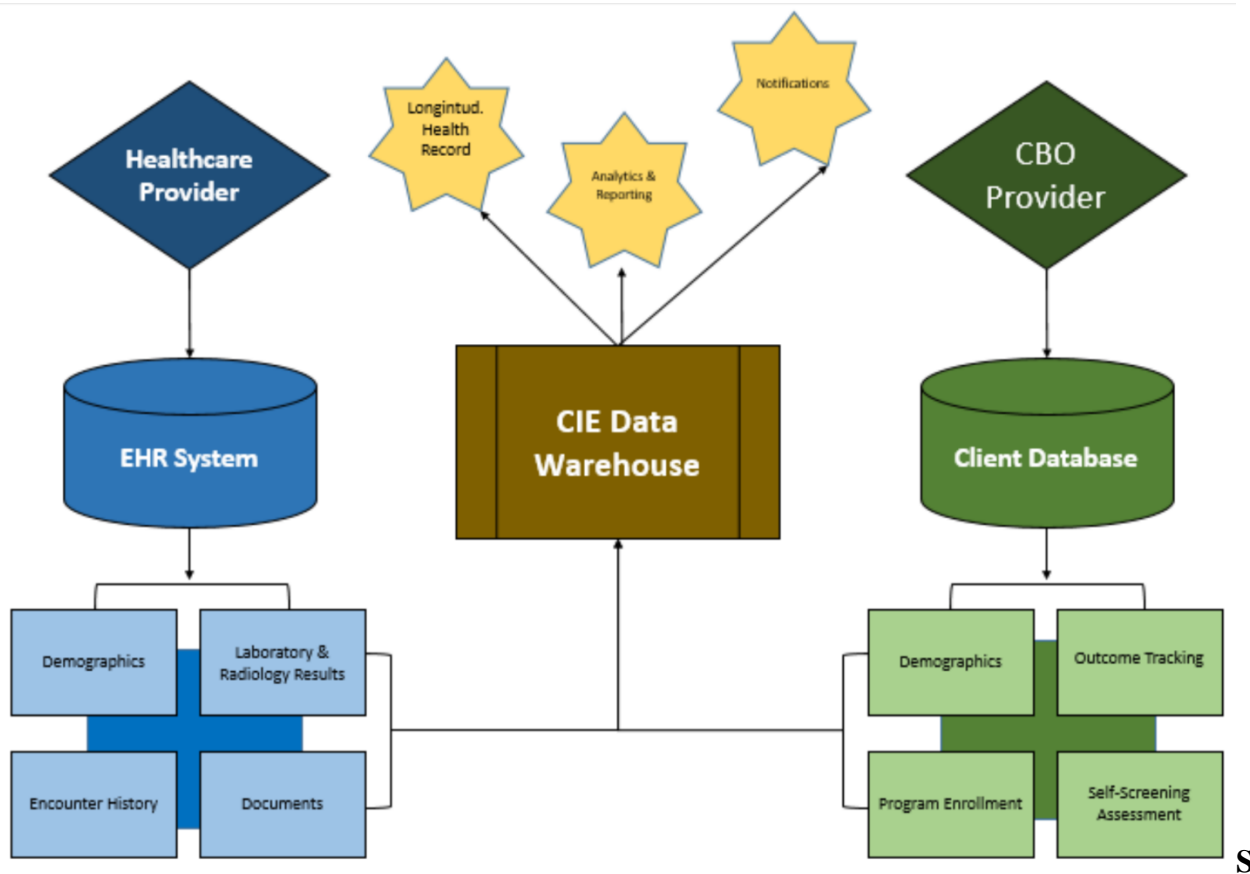 Healthcare
Provider
Longintud.
Health
Record
Analytics &
Reporting
Notifications
CBO
Provider
EHR System
CIE Data
Warehouse
Client Database
Demographics
Laboratory &
Radiology Results
Encounter History
Documents
Demographics
Outcome Tracking
Program Enrollment
Self-Screening
Assessment
S